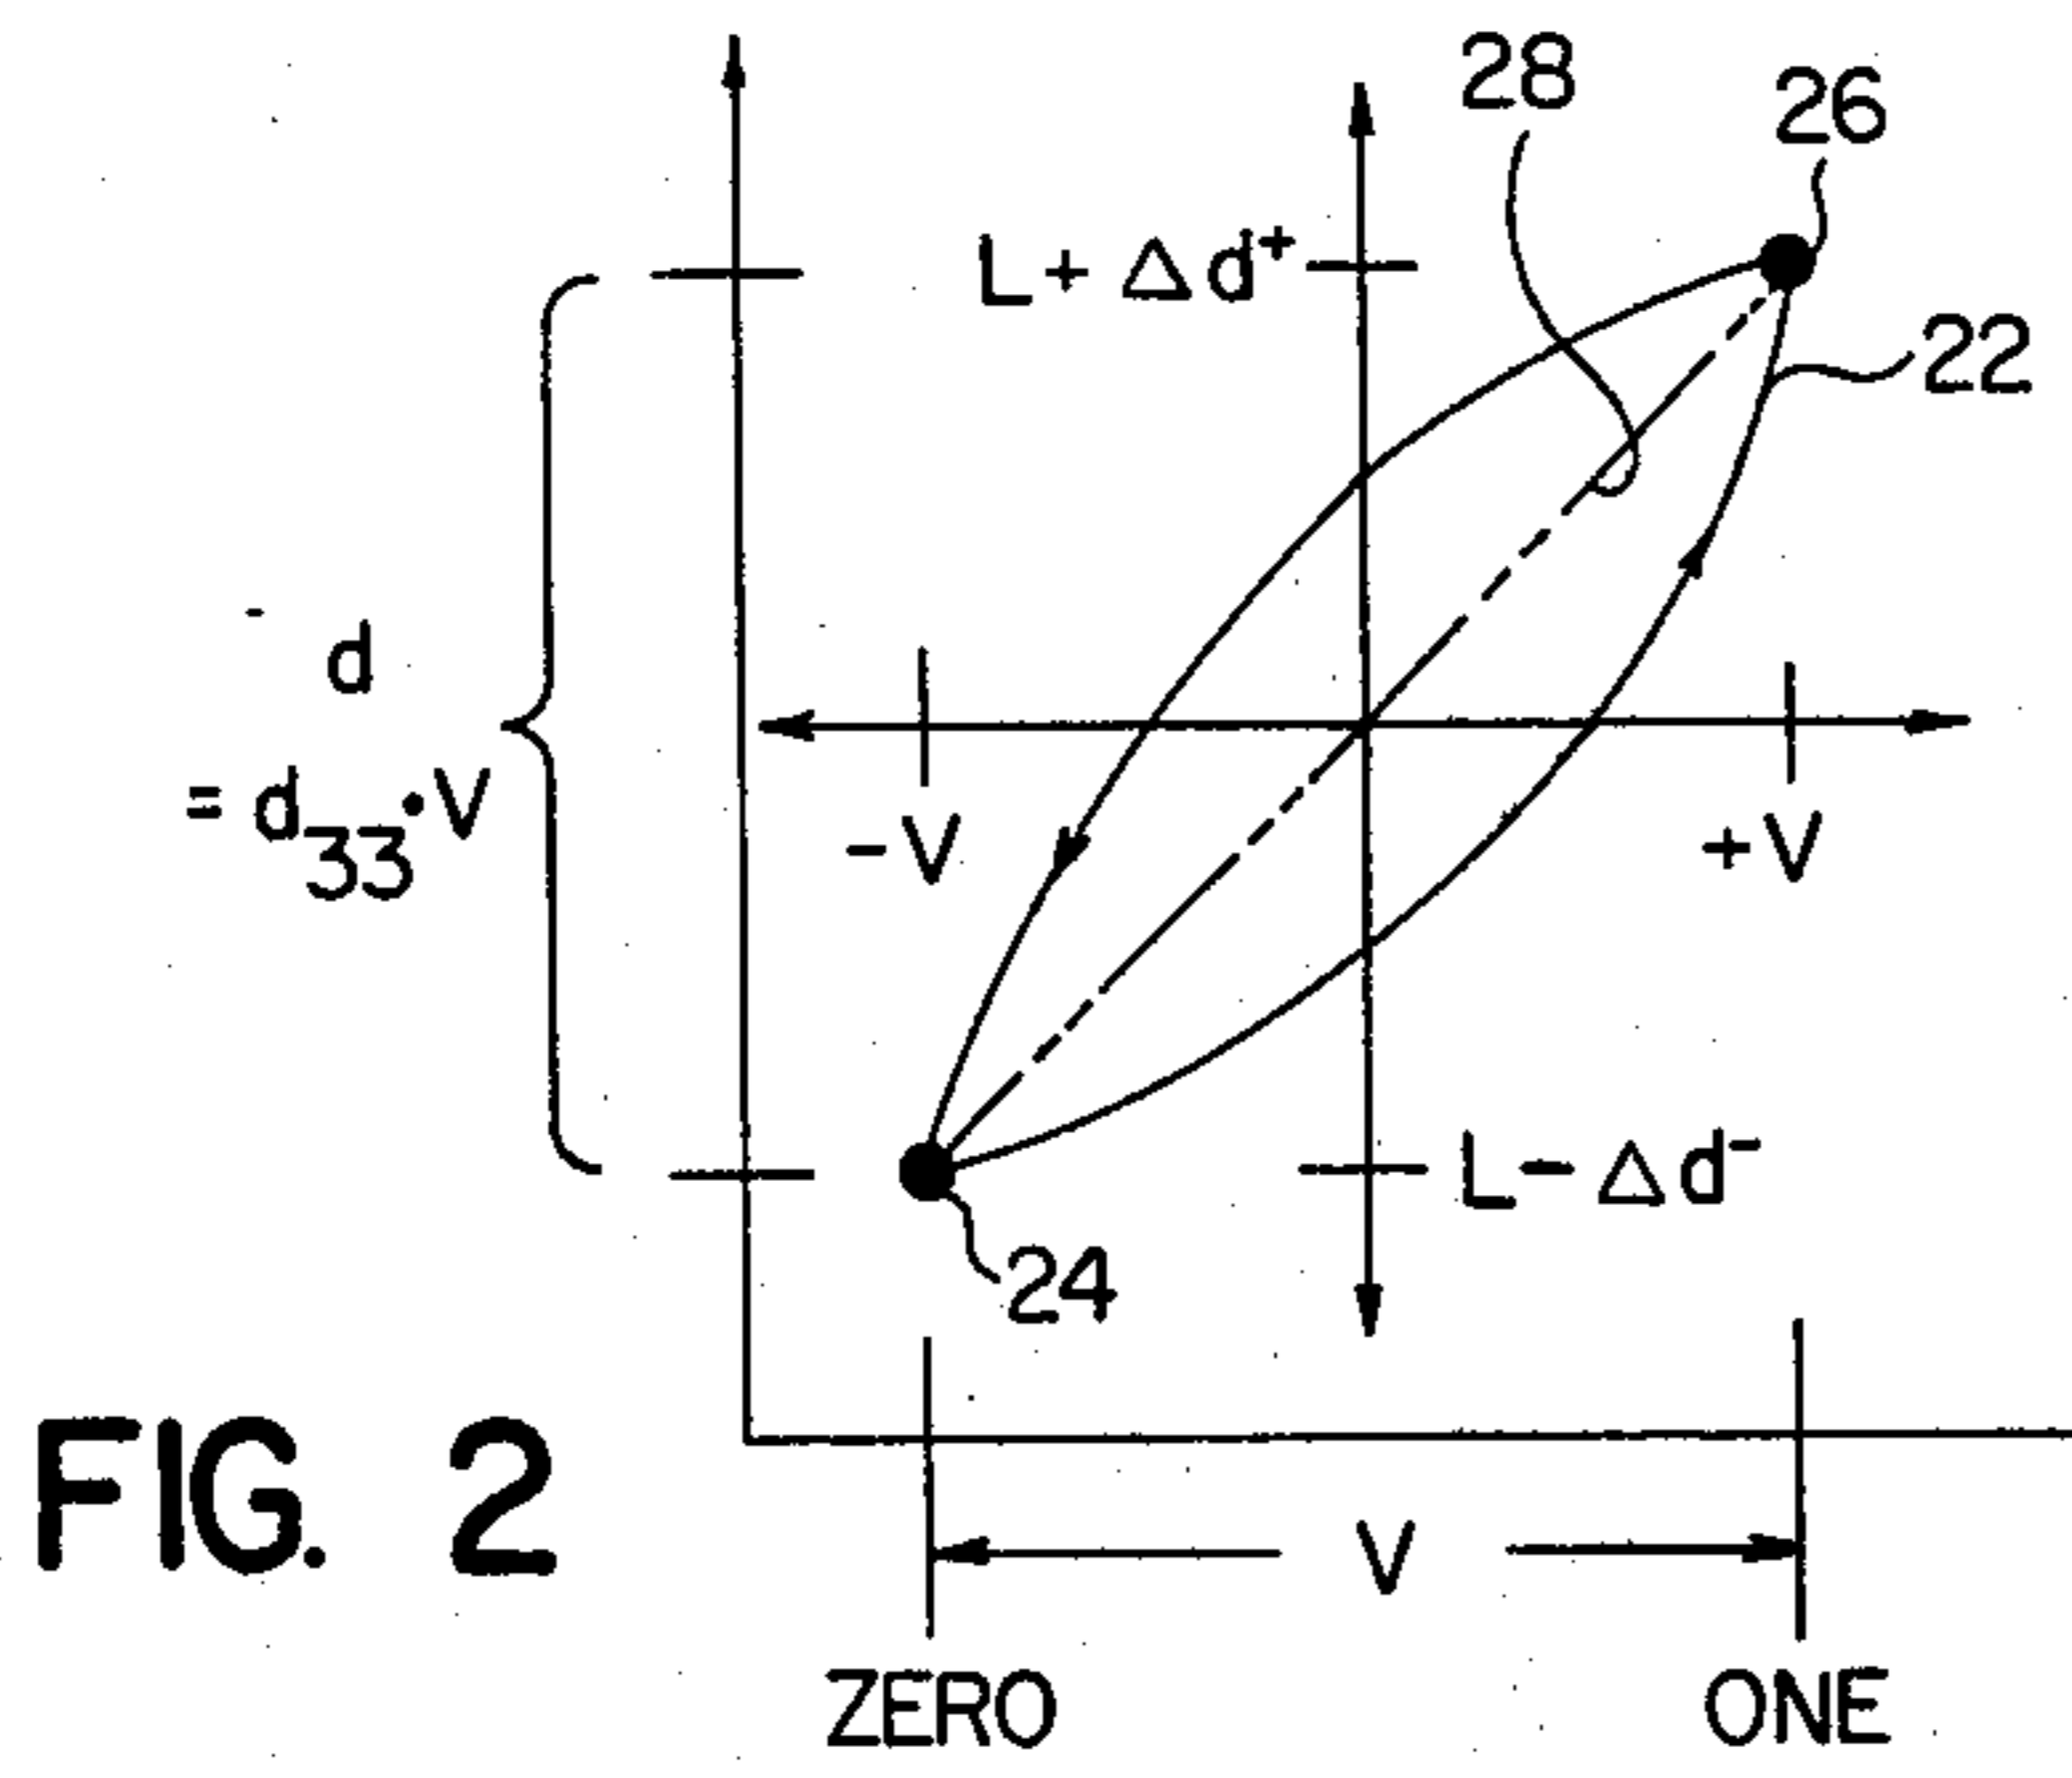 28
26
L + Δd⁺
22
d
= d₃₃·V
-V
+V
L - Δd⁻
24
FIG. 2
V
ZERO
ONE